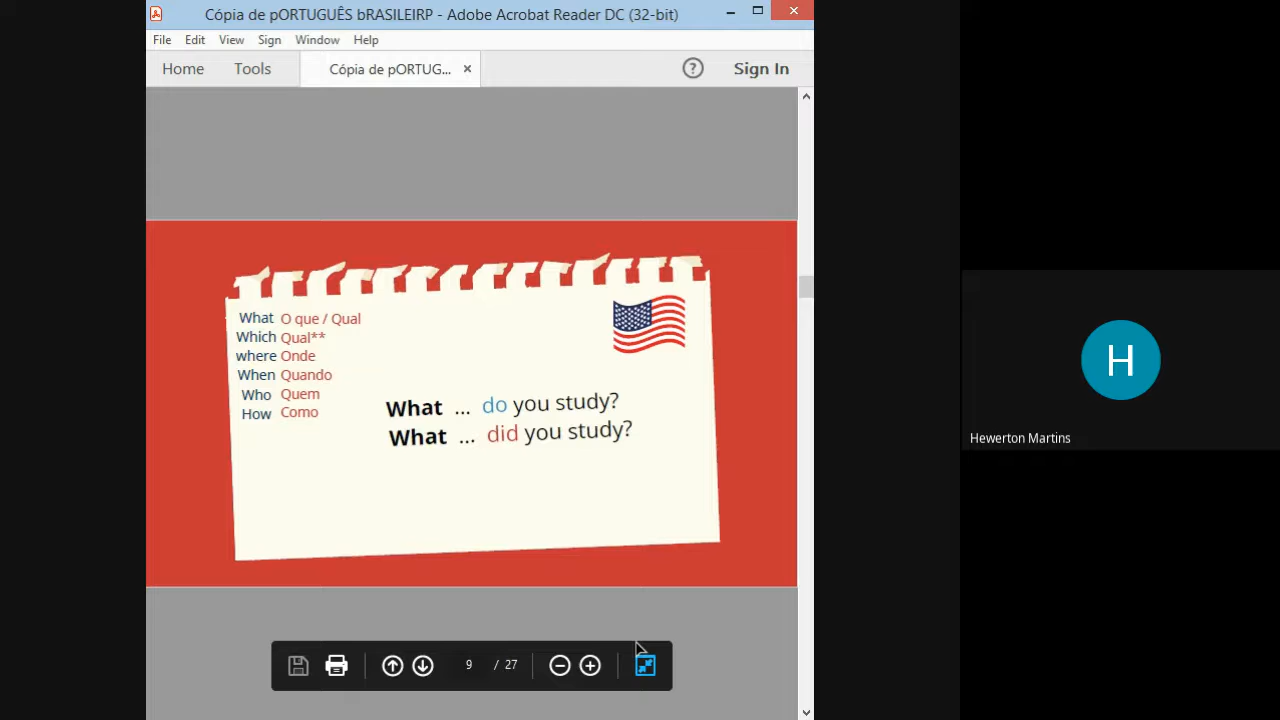 Cópia de pORTUGUÊS bRASILEIRP - Adobe Acrobat Reader DC (32-bit)
File Edit View Sign Window Help
Home Tools Cópia de pORTUG... × ? Sign In
What O que / Qual
Which Qual**
where Onde
When Quando
Who Quem
How Como
What ... do you study?
What ... did you study?
9 / 27
H
Hewerton Martins